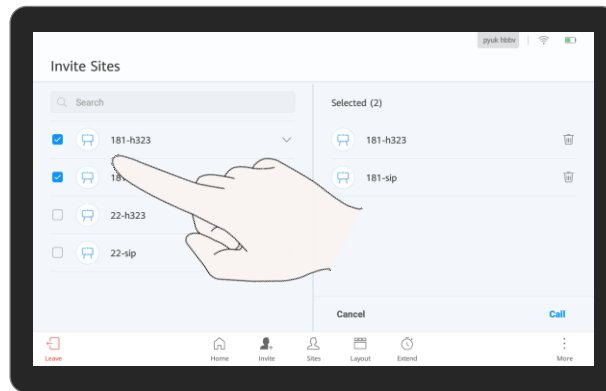 pyuk hbbv
Invite Sites
Search
181-h323
22-h323
22-sip
Selected (2)
181-h323
181-sip
Cancel
Call
Leave
Home
Invite
Sites
Layout
Extend
More